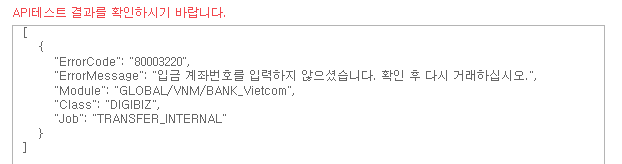 API테스트 결과를 확인하시기 바랍니다.
[
{
"ErrorCode": "80003220",
"ErrorMessage": "입금 계좌번호를 입력하지 않으셨습니다. 확인 후 다시 거래하십시오.",
"Module": "GLOBAL/VNM/BANK_Vietcom",
"Class": "DIGIBIZ",
"Job": "TRANSFER_INTERNAL"
}
]